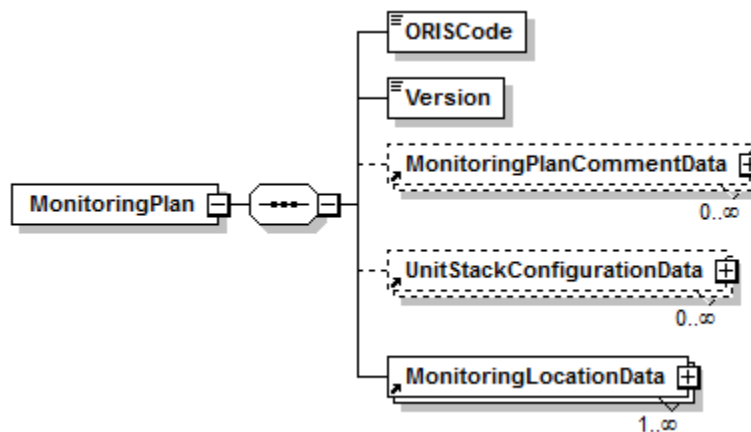 ORISCode
Version
MonitoringPlanCommentData
0..∞
MonitoringPlan
UnitStackConfigurationData
0..∞
MonitoringLocationData
1..∞